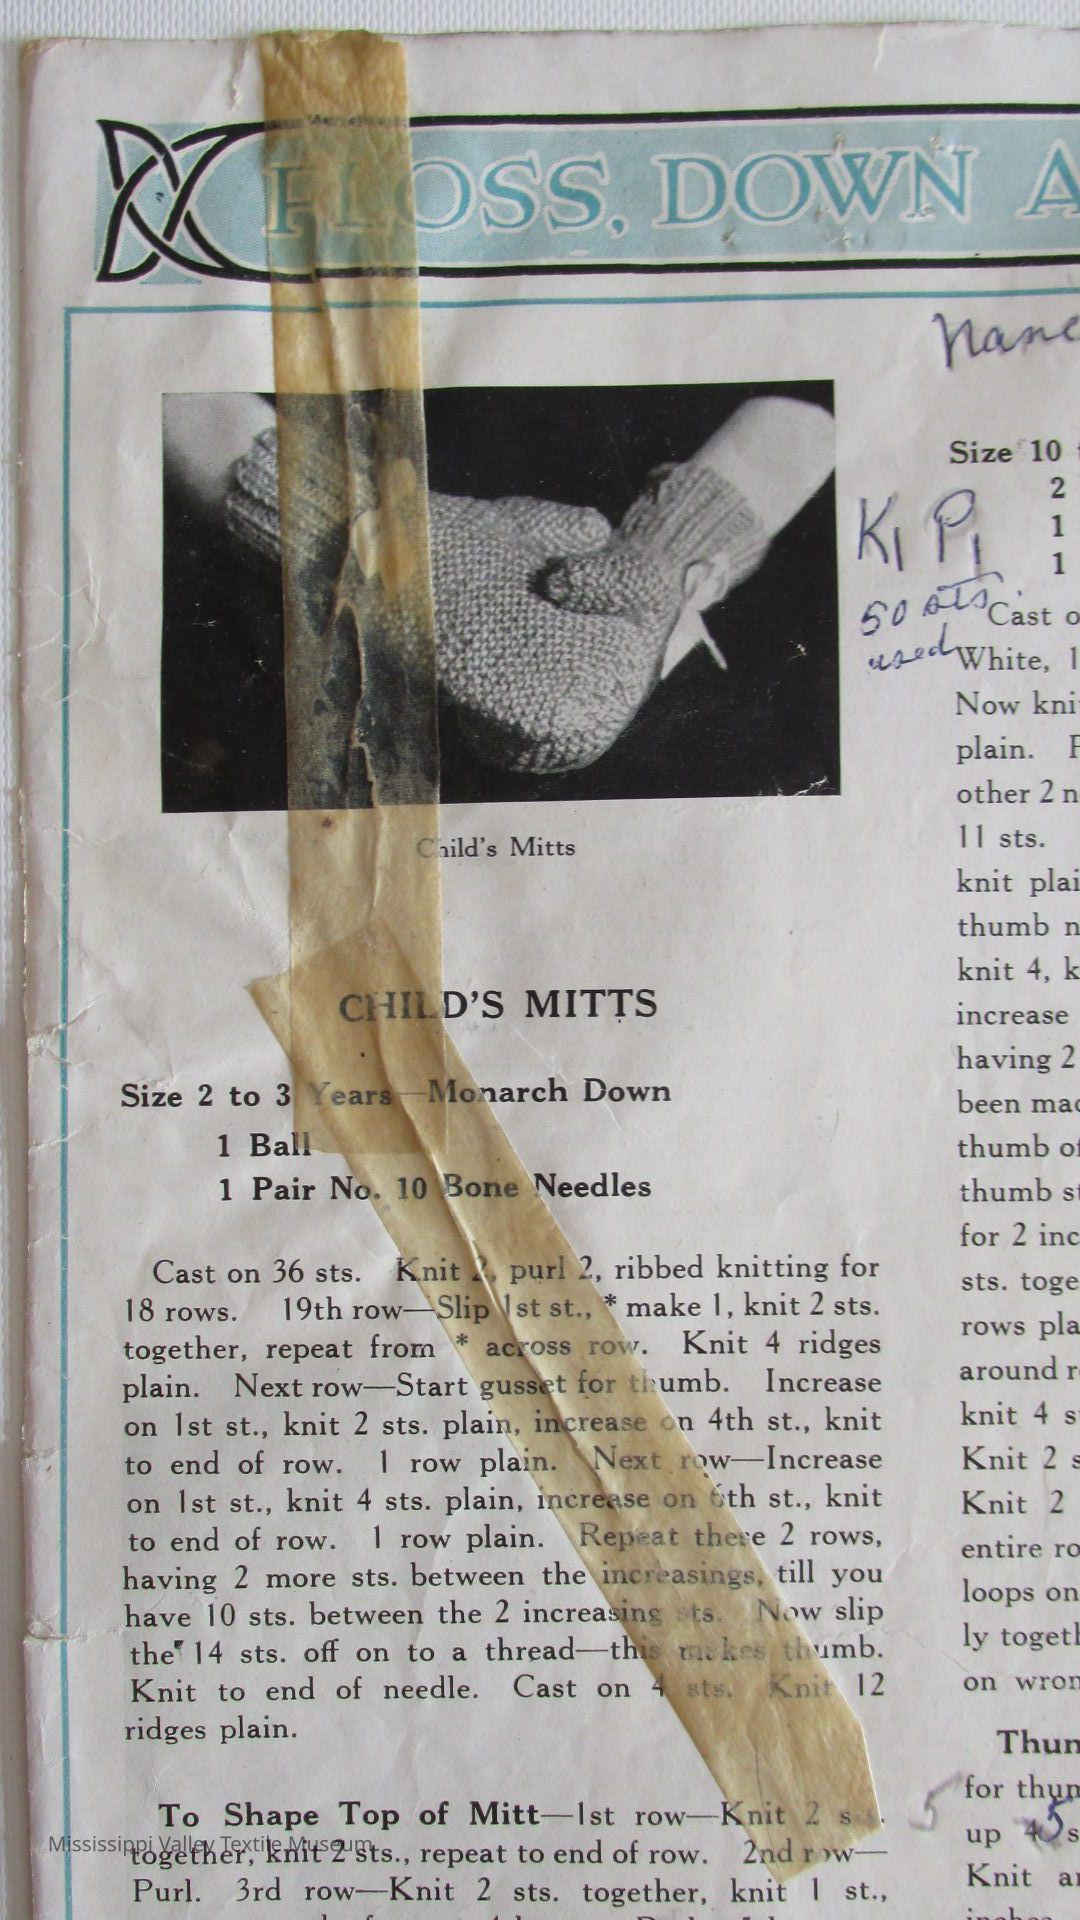 FLOSS, DOWN A
Child's Mitts
CHILD'S MITTS
Size 2 to 3 Years—Monarch Down
1 Ball
1 Pair No. 10 Bone Needles
Cast on 36 sts. Knit 2, purl 2, ribbed knitting for
18 rows. 19th row—Slip 1st st., * make 1, knit 2 sts.
together, repeat from * across row. Knit 4 ridges
plain. Next row—Start gusset for thumb. Increase
on 1st st., knit 2 sts. plain, increase on 4th st., knit
to end of row. 1 row plain. Next row—Increase
on 1st st., knit 4 sts. plain, increase on 6th st., knit
to end of row. 1 row plain. Repeat these 2 rows,
having 2 more sts. between the increasings, till you
have 10 sts. between the 2 increasing sts. Now slip
the 14 sts. off on to a thread—this makes thumb.
Knit to end of needle. Cast on 4 sts. Knit 12
ridges plain.
To Shape Top of Mitt—1st row—Knit 2 sts.
together, knit 2 sts., repeat to end of row. 2nd row—
Purl. 3rd row—Knit 2 sts. together, knit 1 st.,
Mississippi Valley Textile Museum
K1 P1
50 sts
used
Size 10
2
1
1
Cast o
White, 1
Now kni
plain.
other 2 n
11 sts.
knit plai
thumb n
knit 4, k
increase
having 2
been mad
thumb of
thumb st
for 2 inc
sts. toge
rows pla
around r
knit 4 s
Knit 2 s
Knit 2
entire ro
loops on
ly togeth
on wron
Thum
for thum
5
up 4 5 s
Knit an